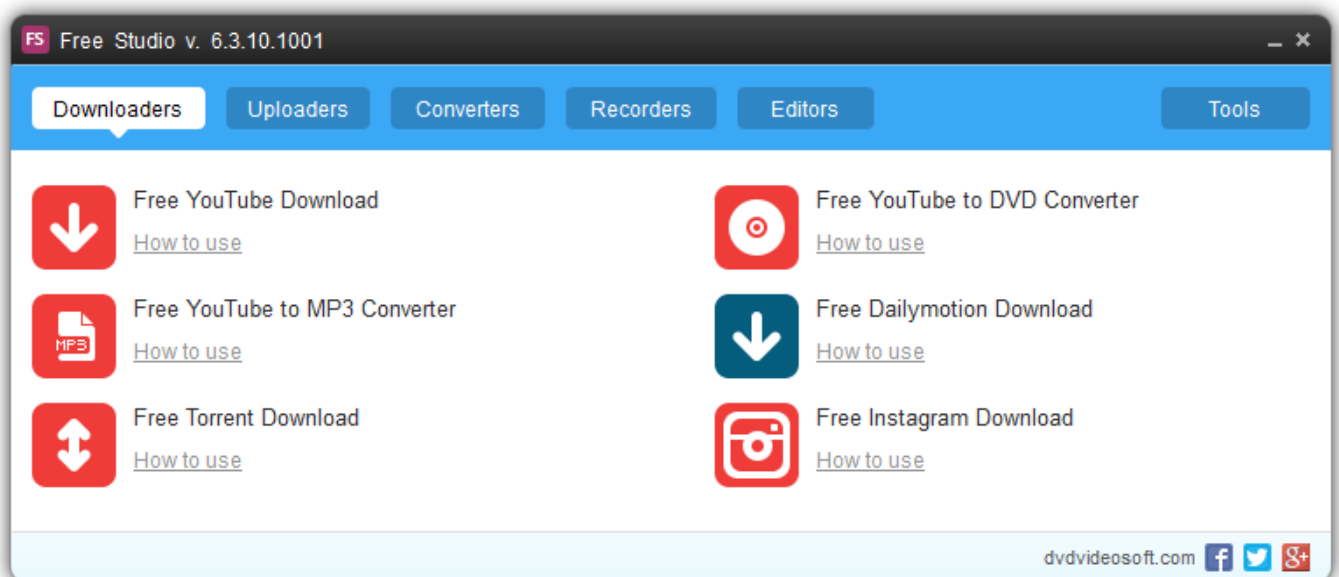 FS Free Studio v. 6.3.10.1001
Downloaders Uploaders Converters Recorders Editors Tools
Free YouTube Download
How to use
Free YouTube to DVD Converter
How to use
MP3
Free YouTube to MP3 Converter
How to use
Free Dailymotion Download
How to use
Free Torrent Download
How to use
Free Instagram Download
How to use
dvdvideosoft.com f g+